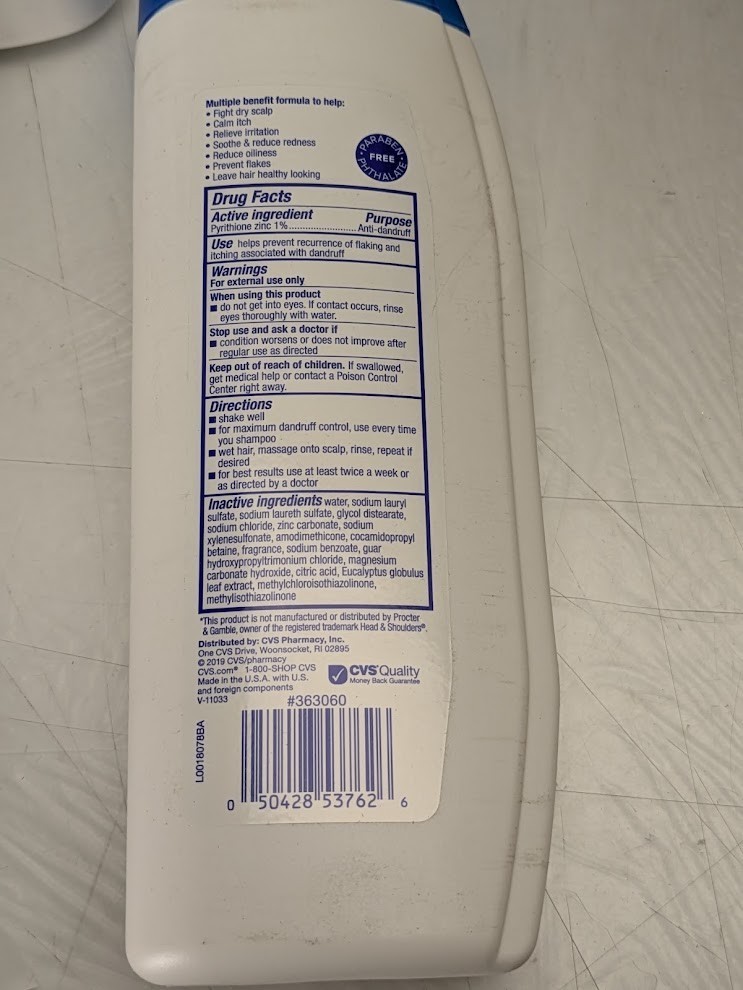 Multiple benefit formula to help:
• Fight dry scalp
• Calm itch
• Relieve irritation
• Soothe & reduce redness
• Reduce oiliness
• Prevent flakes
• Leave hair healthy looking
• PARABEN •
FREE
PHTHALATE
Drug Facts
Active ingredient Purpose
Pyrithione zinc 1%........................ Anti-dandruff
Use helps prevent recurrence of flaking and
itching associated with dandruff
Warnings
For external use only
When using this product
■ do not get into eyes. If contact occurs, rinse
eyes thoroughly with water.
Stop use and ask a doctor if
■ condition worsens or does not improve after
regular use as directed
Keep out of reach of children. If swallowed,
get medical help or contact a Poison Control
Center right away.
Directions
■ shake well
■ for maximum dandruff control, use every time
you shampoo
■ wet hair, massage onto scalp, rinse, repeat if
desired
■ for best results use at least twice a week or
as directed by a doctor
Inactive ingredients water, sodium lauryl
sulfate, sodium laureth sulfate, glycol distearate,
sodium chloride, zinc carbonate, sodium
xylenesulfonate, amodimethicone, cocamidopropyl
betaine, fragrance, sodium benzoate, guar
hydroxypropyltrimonium chloride, magnesium
carbonate hydroxide, citric acid, Eucalyptus globulus
leaf extract, methylchloroisothiazolinone,
methylisothiazolinone
*This product is not manufactured or distributed by Procter
& Gamble, owner of the registered trademark Head & Shoulders®.
Distributed by: CVS Pharmacy, Inc.
One CVS Drive, Woonsocket, RI 02895
© 2019 CVS/pharmacy
CVS.com® 1-800-SHOP CVS
Made in the U.S.A. with U.S.
and foreign components
V-11033
CVS Quality
Money Back Guarantee
#363060
L0018078BA
0 50428 53762 6